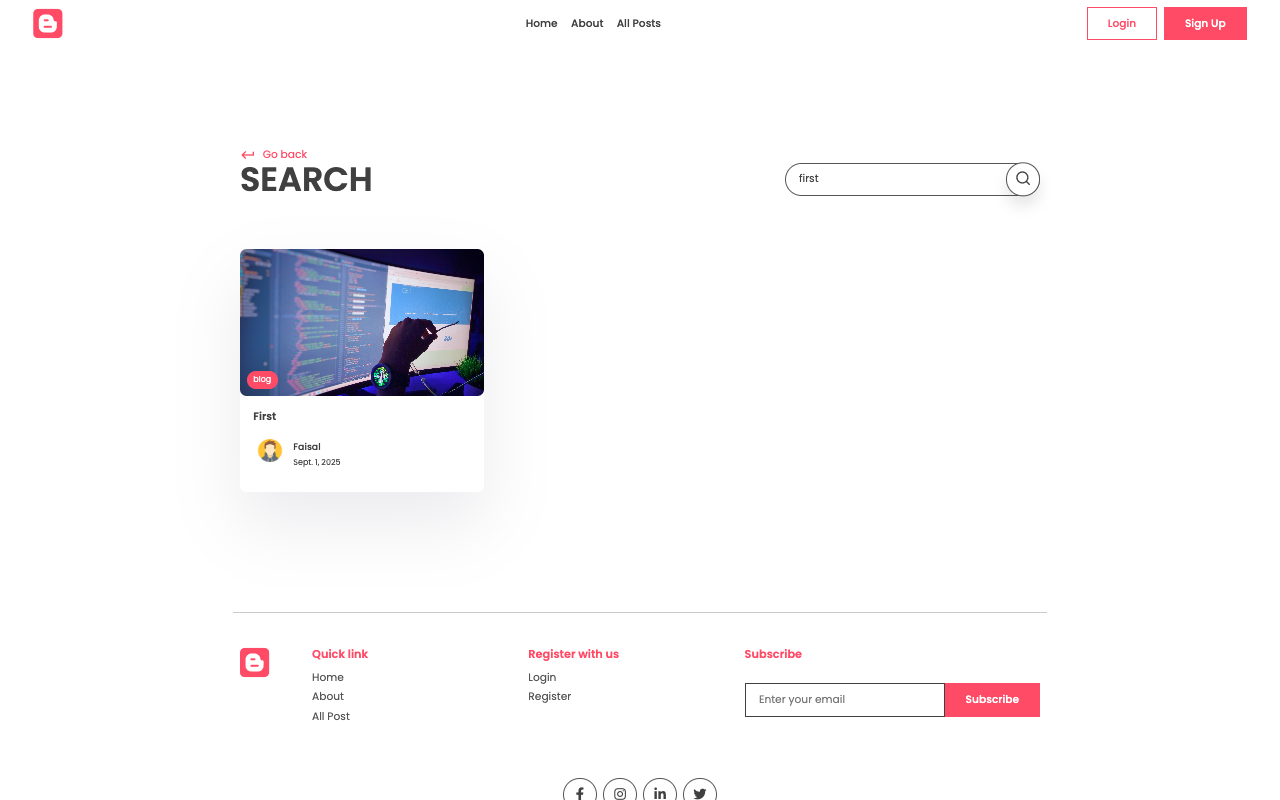 Home About All Posts
Login Sign Up
Go back
SEARCH
first
blog
First
Faisal
Sept. 1, 2025
Quick link
Home
About
All Post
Register with us
Login
Register
Subscribe
Enter your email Subscribe